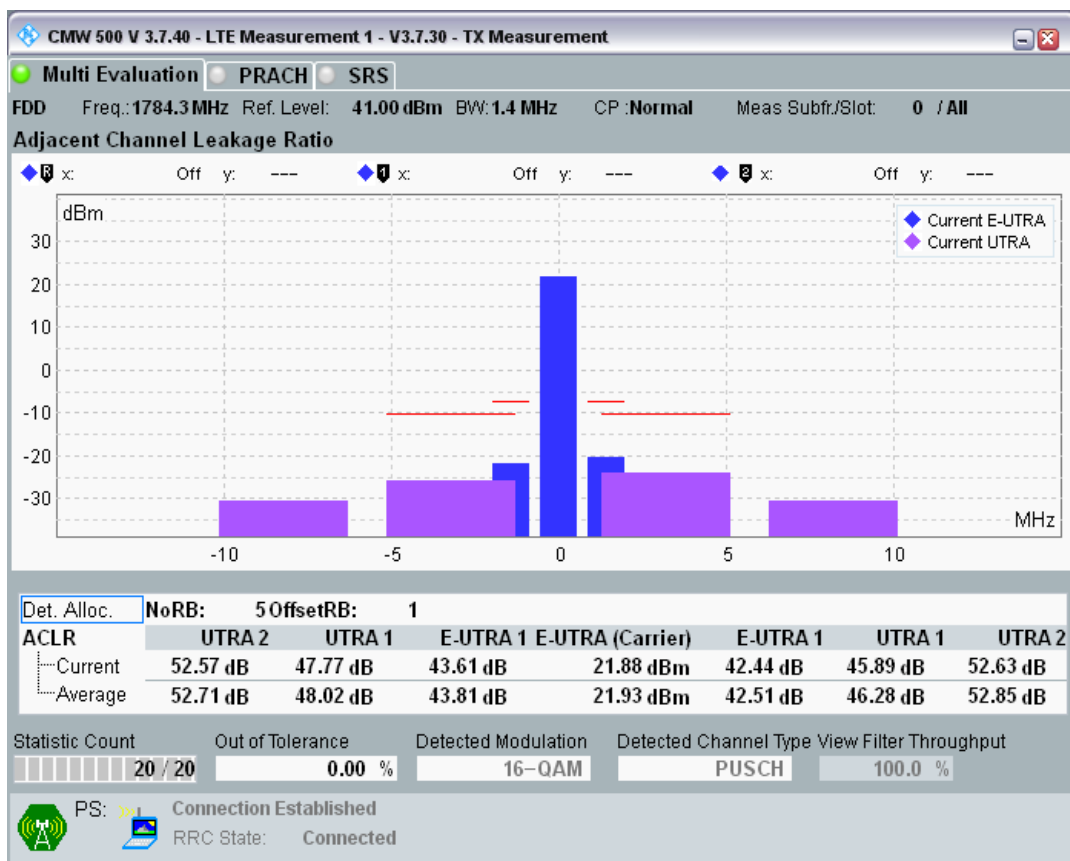 CMW 500 V 3.7.40 - LTE Measurement 1 - V3.7.30 - TX Measurement
Multi Evaluation PRACH SRS
FDD Freq.: 1784.3 MHz Ref. Level: 41.00 dBm BW: 1.4 MHz CP :Normal Meas Subfr./Slot: 0 / All
Adjacent Channel Leakage Ratio
R x: Off y: --- 1 x: Off y: --- 2 x: Off y: ---
dBm
Current E-UTRA
Current UTRA
30
20
10
0
-10
-20
-30
MHz
-10 -5 0 5 10
Det. Alloc. NoRB: 5 OffsetRB: 1
ACLR UTRA 2 UTRA 1 E-UTRA 1 E-UTRA (Carrier) E-UTRA 1 UTRA 1 UTRA 2
Current 52.57 dB 47.77 dB 43.61 dB 21.88 dBm 42.44 dB 45.89 dB 52.63 dB
Average 52.71 dB 48.02 dB 43.81 dB 21.93 dBm 42.51 dB 46.28 dB 52.85 dB
Statistic Count Out of Tolerance Detected Modulation Detected Channel Type View Filter Throughput
20 / 20 0.00 % 16-QAM PUSCH 100.0 %
PS: Connection Established
RRC State: Connected